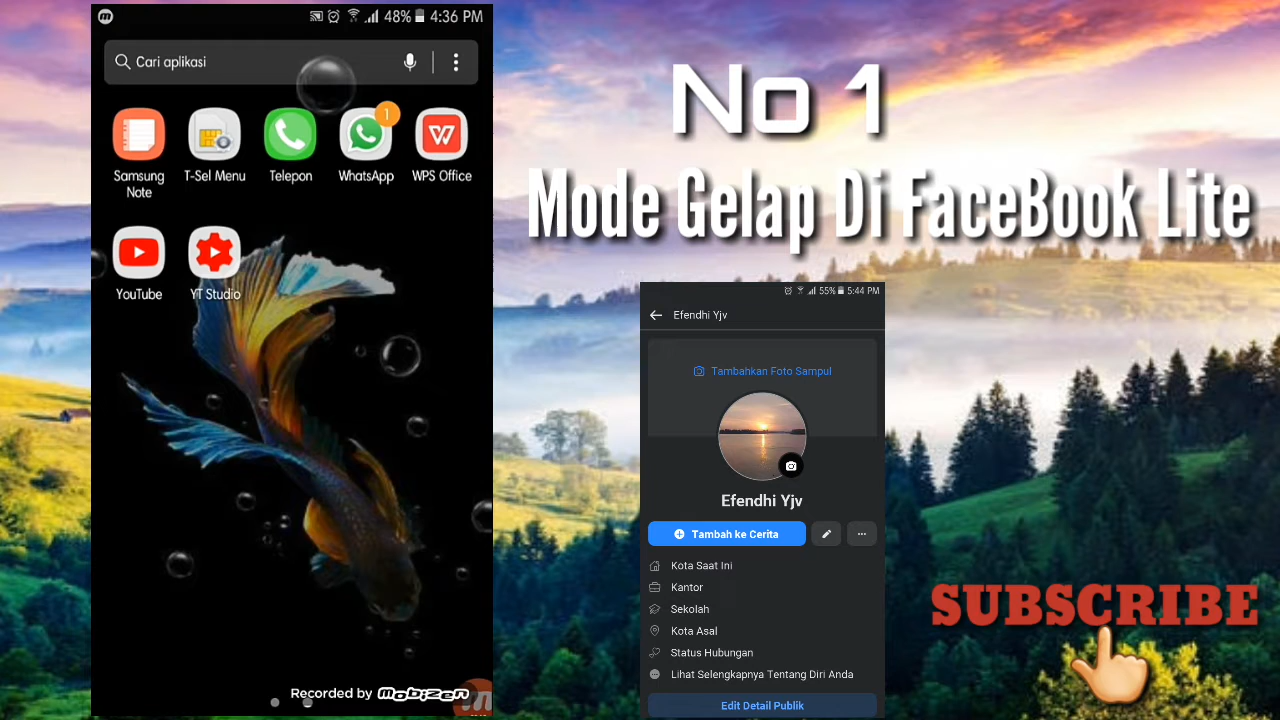 48% 4:36 PM
Cari aplikasi
1
Samsung Note
T-Sel Menu
Telepon
WhatsApp
WPS Office
YouTube
YT Studio
Recorded by Mobizen
No 1
Mode Gelap Di FaceBook Lite
55% 5:44 PM
Efendhi Yjv
Tambahkan Foto Sampul
Efendhi Yjv
Tambah ke Cerita
Kota Saat Ini
Kantor
Sekolah
Kota Asal
Status Hubungan
Lihat Selengkapnya Tentang Diri Anda
Edit Detail Publik
SUBSCRIBE